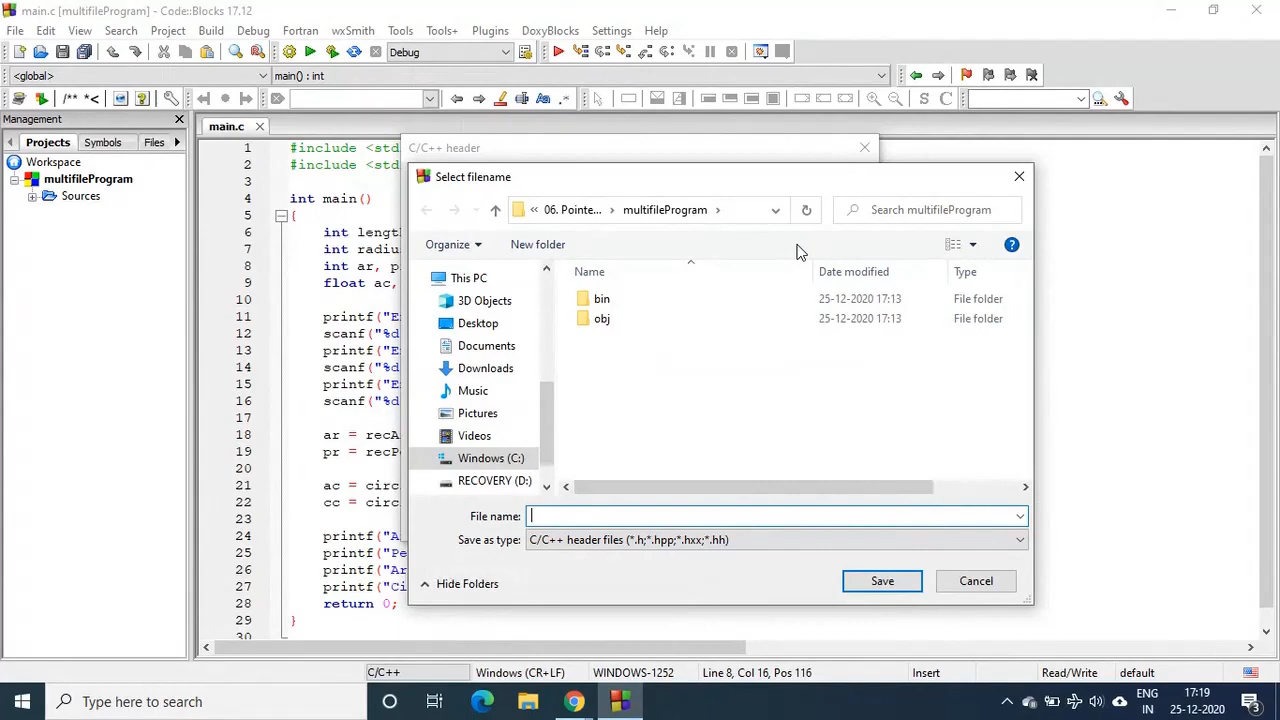 main.c [multifileProgram] - Code::Blocks 17.12
File Edit View Search Project Build Debug Fortran wxSmith Tools Tools+ Plugins DoxyBlocks Settings Help
Debug
<global> main() : int
/** *<
S C
Management
Projects Symbols Files
Workspace
multifileProgram
Sources
main.c
1 #include <std
2 #include <std
3
4 int main()
5 {
6 int length
7 int radiu
8 int ar, p
9 float ac,
10
11 printf("E
12 scanf("%d
13 printf("E
14 scanf("%d
15 printf("E
16 scanf("%d
17
18 ar = recA
19 pr = recP
20
21 ac = circ
22 cc = circ
23
24 printf("A
25 printf("Pe
26 printf("Ar
27 printf("Ci
28 return 0;
29 }
30
C/C++ header
Select filename
« 06. Pointe... › multifileProgram ›
Search multifileProgram
Organize New folder
This PC
3D Objects
Desktop
Documents
Downloads
Music
Pictures
Videos
Windows (C:)
RECOVERY (D:)
Name Date modified Type
bin 25-12-2020 17:13 File folder
obj 25-12-2020 17:13 File folder
File name:
Save as type: C/C++ header files (*.h;*.hpp;*.hxx;*.hh)
Hide Folders Save Cancel
C/C++ Windows (CR+LF) WINDOWS-1252 Line 8, Col 16, Pos 116 Insert Read/Write default
Type here to search
ENG
IN
17:19
25-12-2020
3